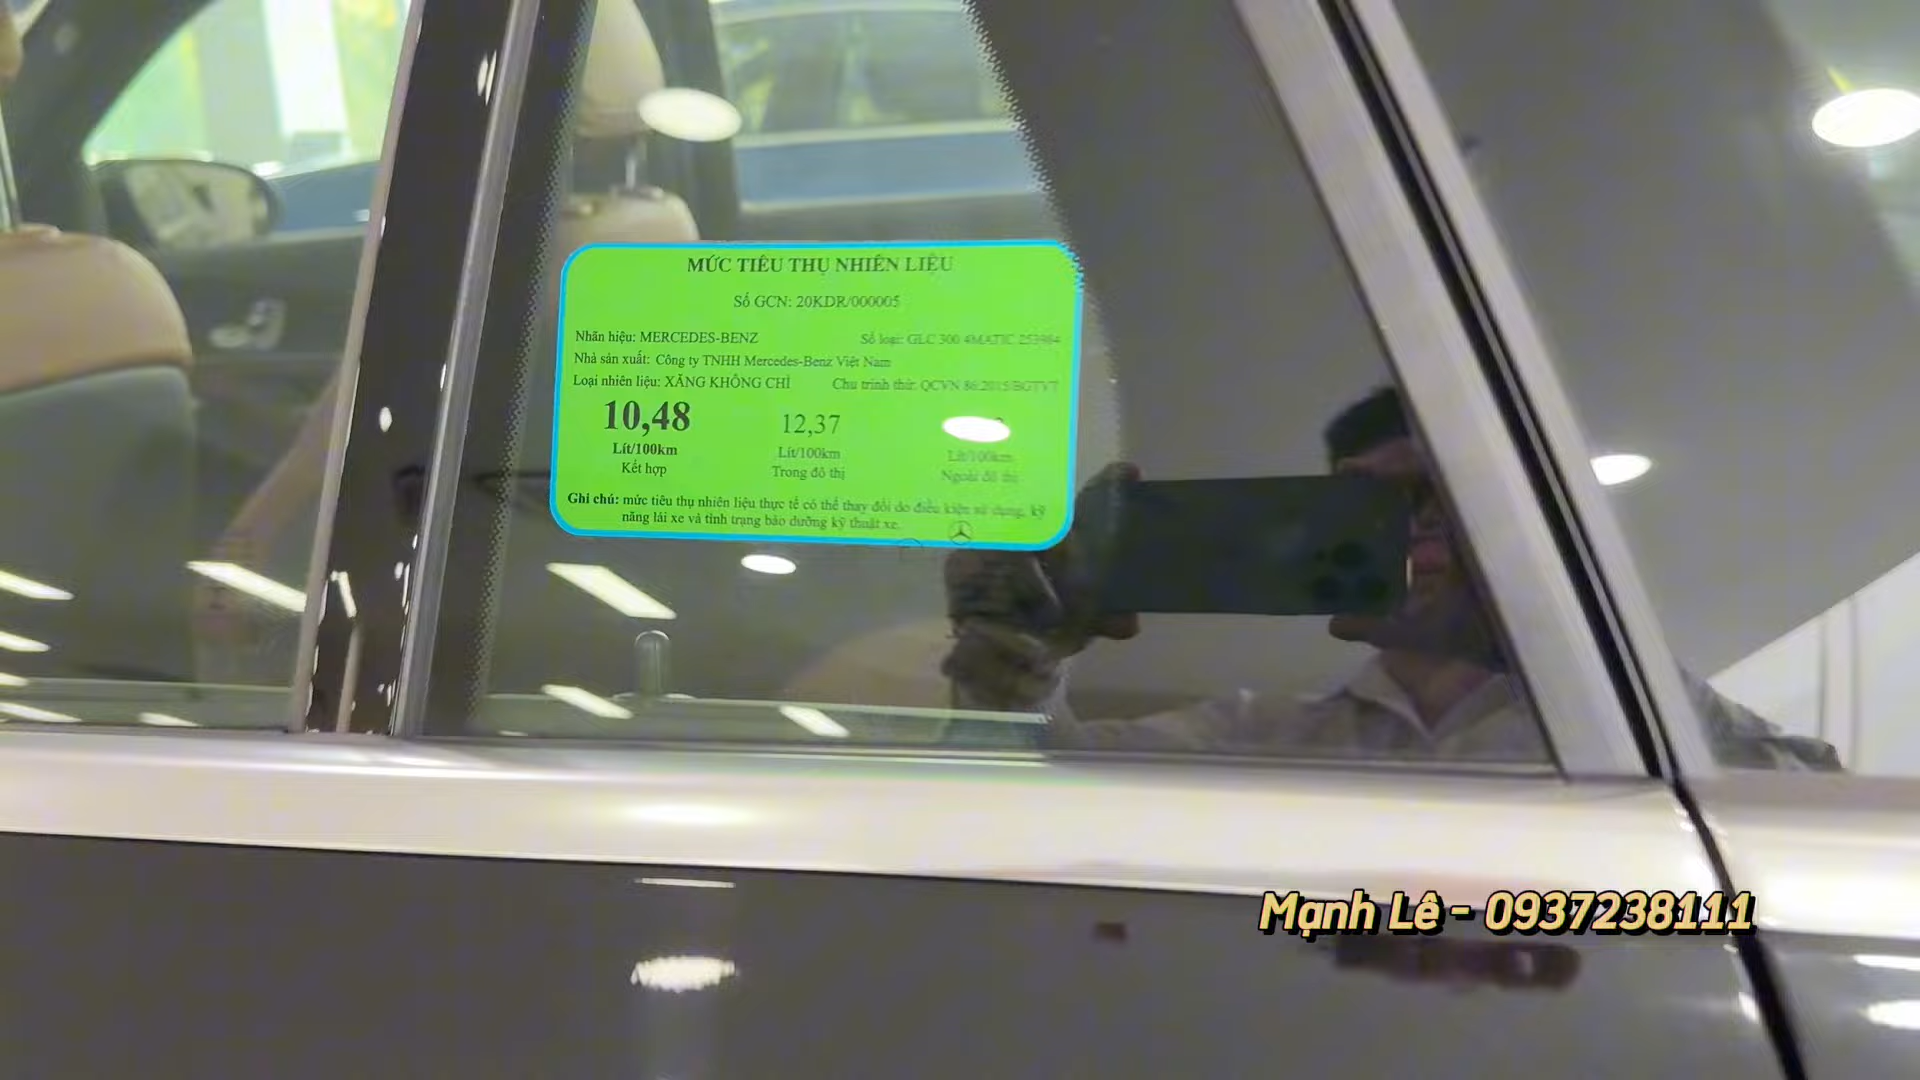 MỨC TIÊU THỤ NHIÊN LIỆU
Số GCN: 20KDR/000005
Nhãn hiệu: MERCEDES-BENZ Số loại: GLC 300 4MATIC 253984
Nhà sản xuất: Công ty TNHH Mercedes-Benz Việt Nam
Loại nhiên liệu: XĂNG KHÔNG CHÌ Chu trình thử: QCVN 86:2015/BGTVT
10,48 12,37
Lít/100km Lít/100km Lít/100km
Kết hợp Trong đô thị Ngoài đô thị
Ghi chú: mức tiêu thụ nhiên liệu thực tế có thể thay đổi do điều kiện sử dụng, kỹ
năng lái xe và tình trạng bảo dưỡng kỹ thuật xe.
Mạnh Lê - 0937238111